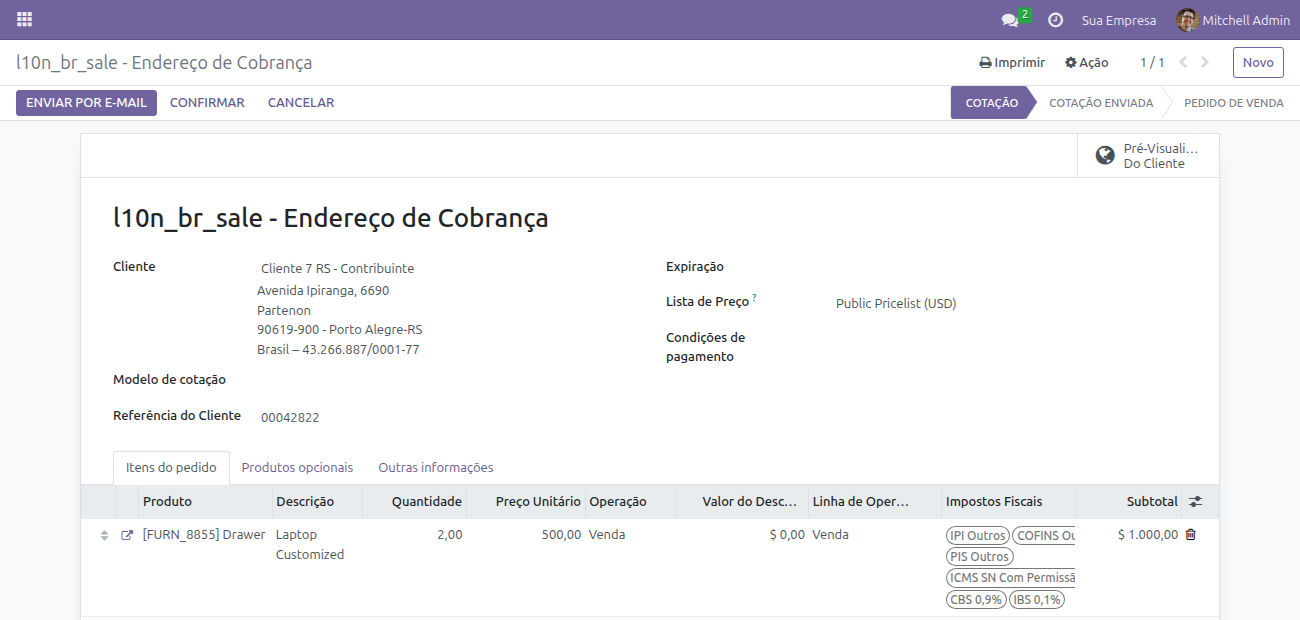 2
Sua Empresa
Mitchell Admin
l10n_br_sale - Endereço de Cobrança
Imprimir
Ação
1 / 1
Novo
ENVIAR POR E-MAIL
CONFIRMAR
CANCELAR
COTAÇÃO
COTAÇÃO ENVIADA
PEDIDO DE VENDA
Pré-Visuali...
Do Cliente
l10n_br_sale - Endereço de Cobrança
Cliente
Cliente 7 RS - Contribuinte
Avenida Ipiranga, 6690
Partenon
90619-900 - Porto Alegre-RS
Brasil – 43.266.887/0001-77
Modelo de cotação
Referência do Cliente
00042822
Expiração
Lista de Preço ?
Public Pricelist (USD)
Condições de
pagamento
Itens do pedido
Produtos opcionais
Outras informações
Produto
Descrição
Quantidade
Preço Unitário
Operação
Valor do Desc...
Linha de Oper...
Impostos Fiscais
Subtotal
[FURN_8855] Drawer
Laptop
Customized
2,00
500,00
Venda
$ 0,00
Venda
IPI Outros
COFINS Ou
PIS Outros
ICMS SN Com Permissã
CBS 0,9%
IBS 0,1%
$ 1.000,00